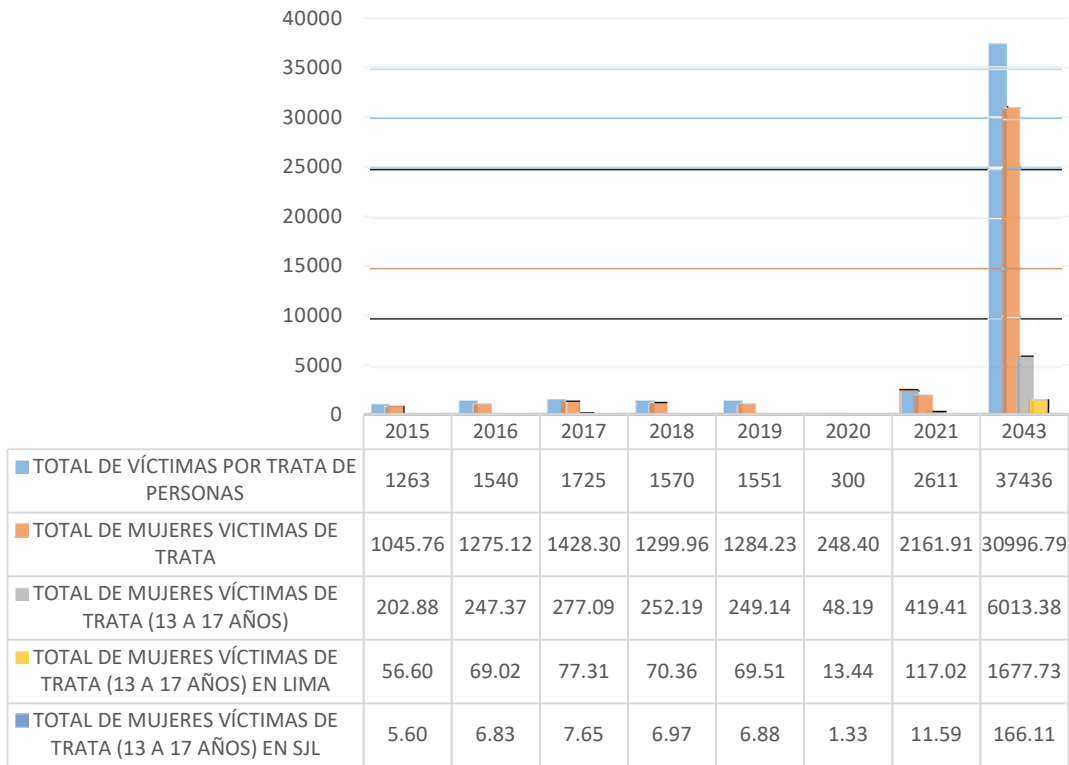 40000
35000
30000
25000
20000
15000
10000
5000
0
2015 2016 2017 2018 2019 2020 2021 2043
TOTAL DE VÍCTIMAS POR TRATA DE
PERSONAS
1263 1540 1725 1570 1551 300 2611 37436
TOTAL DE MUJERES VICTIMAS DE
TRATA
1045.76 1275.12 1428.30 1299.96 1284.23 248.40 2161.91 30996.79
TOTAL DE MUJERES VÍCTIMAS DE
TRATA (13 A 17 AÑOS)
202.88 247.37 277.09 252.19 249.14 48.19 419.41 6013.38
TOTAL DE MUJERES VÍCTIMAS DE
TRATA (13 A 17 AÑOS) EN LIMA
56.60 69.02 77.31 70.36 69.51 13.44 117.02 1677.73
TOTAL DE MUJERES VÍCTIMAS DE
TRATA (13 A 17 AÑOS) EN SJL
5.60 6.83 7.65 6.97 6.88 1.33 11.59 166.11